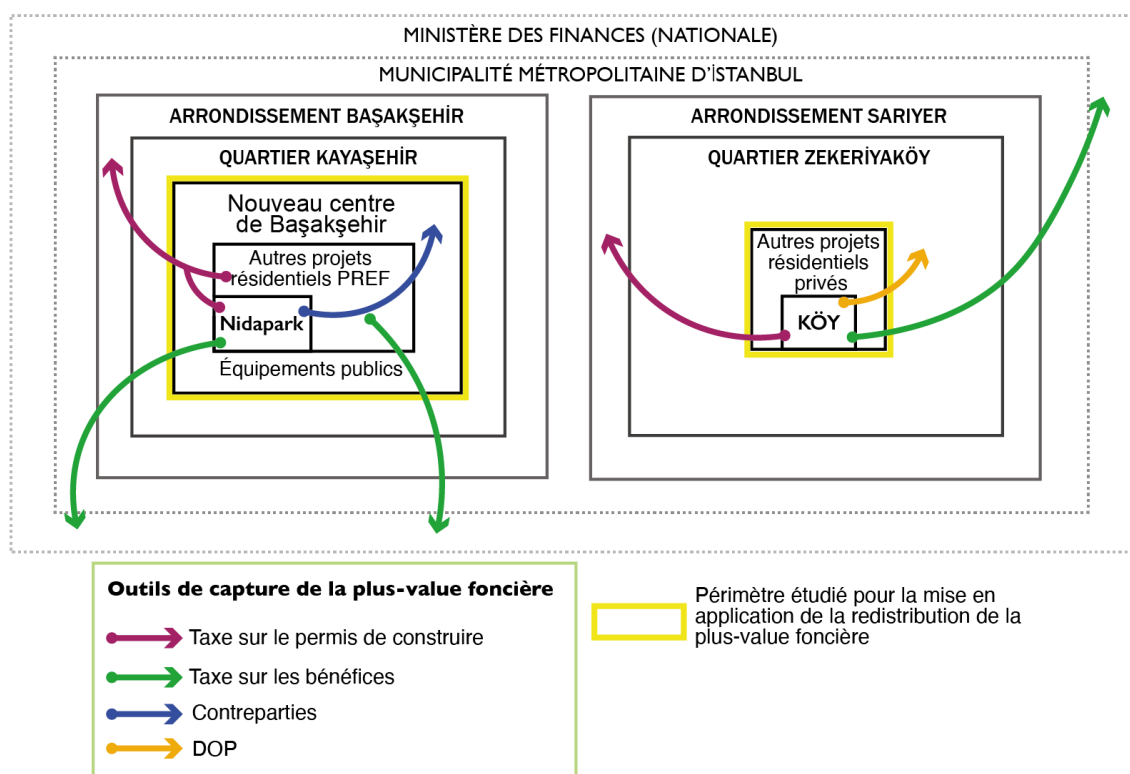 MINISTÈRE DES FINANCES (NATIONALE)
MUNICIPALITÉ MÉTROPOLITAINE D'İSTANBUL
ARRONDISSEMENT BAŞAKŞEHİR
QUARTIER KAYAŞEHİR
Nouveau centre
de Başakşehir
Autres projets
résidentiels PREF
Nidapark
Équipements publics
ARRONDISSEMENT SARIYER
QUARTIER ZEKERİYAKÖY
Autres projets
résidentiels
privés
KÖY
Outils de capture de la plus-value foncière
Taxe sur le permis de construire
Taxe sur les bénéfices
Contreparties
DOP
Périmètre étudié pour la mise en
application de la redistribution de la
plus-value foncière